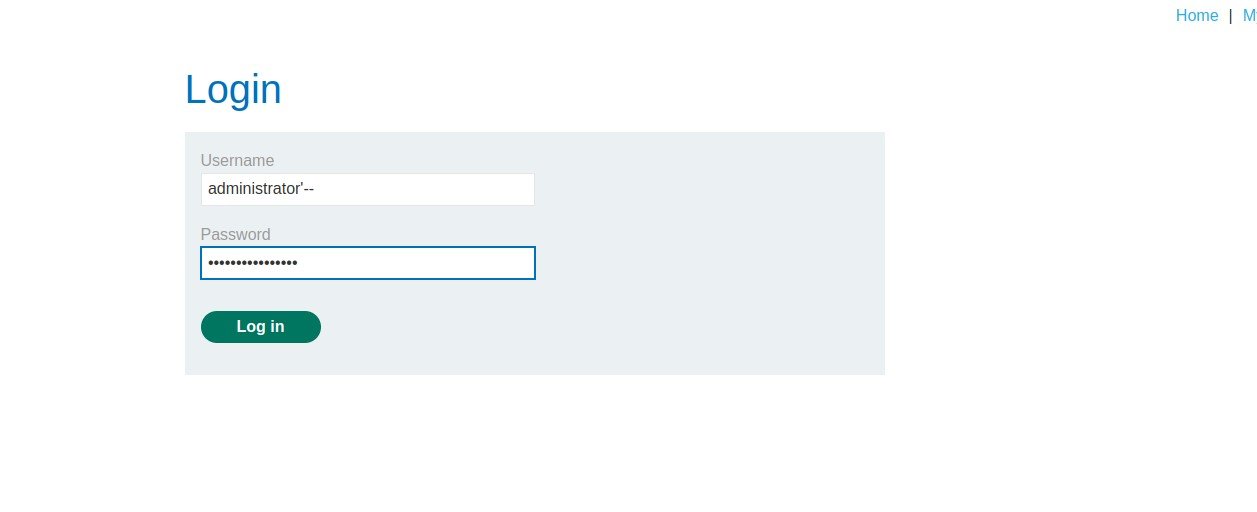 Home | M
Login
Username
administrator'--
Password
••••••••••••••••
Log in